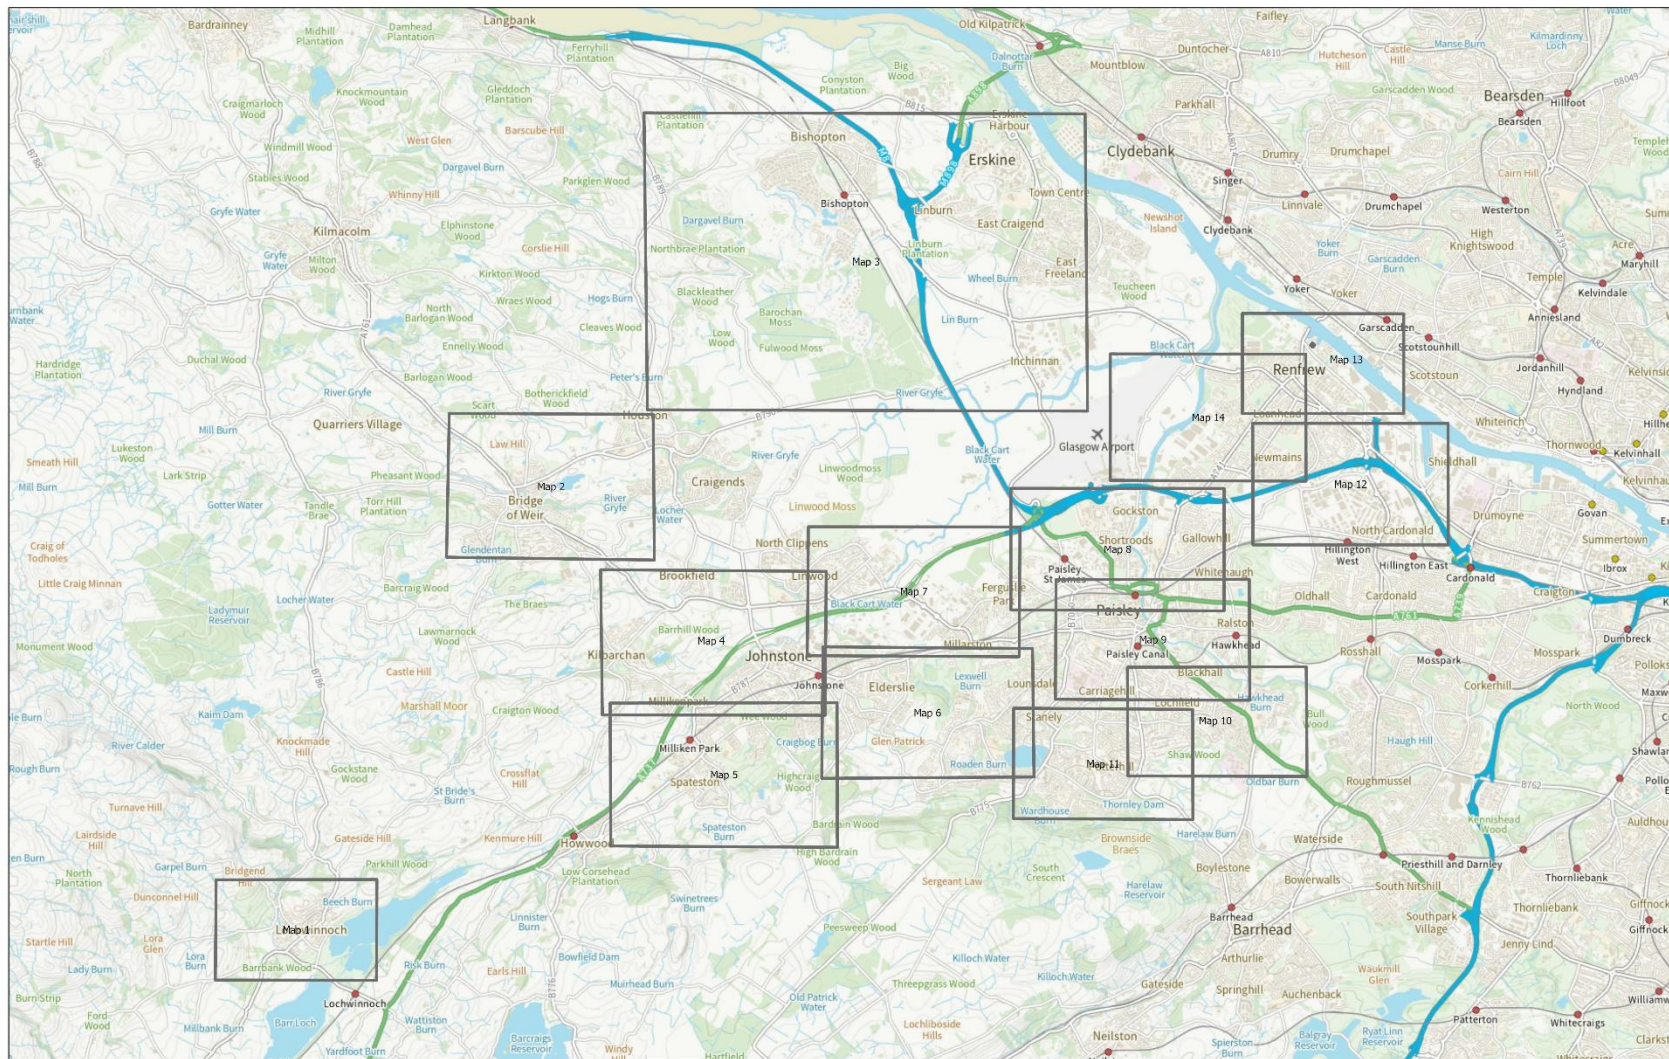 Langbank
Old Kilpatrick
Faifley
Bardrainney
Midhill
Plantation
Damhead
Plantation
Ferryhill
Plantation
Dalnottar
Burn
Duntocher
A810
Hutcheson
Hill
Castle
Hill
Manse Burn
Kilmardinny
Loch
Mountblow
Garscadden Wood
B8049
Craigmarloch
Wood
Knockmountain
Wood
Gleddoch
Plantation
Conyston
Plantation
Big
Wood
B815
A898
Parkhall
Bearsden
Hillfoot
Bearsden
West Glen
Barscube Hill
Castlehill
Plantation
Bishopton
Erskine
Harbour
A8014
Windmill Wood
Stables Wood
Dargavel Burn
Parkglen Wood
Whinny Hill
M8
M898
Erskine
Clydebank
Drumry
Drumchapel
Cairn Hill
B788
B789
Singer
Linnvale
Drumchapel
Westerton
Gryfe Water
Elphinstone
Wood
Bishopton
Town Centre
Linburn
Newshot
Island
Dargavel Burn
East Craigend
Clydebank
High
Knightswood
A739
Kilmacolm
Corslie Hill
Northbrae Plantation
Linburn
Plantation
Yoker
Burn
Garscadden
Burn
Acre
Maryhill
Gryfe
Water
Milton
Wood
Kirkton Wood
Map 3
East
Freeland
Temple
Wheel Burn
Teucheen
Wood
Yoker
Yoker
Kelvindale
Hogs Burn
Blackleather
Wood
Wraes Wood
North
Barlogan Wood
Barochan
Moss
Lin Burn
Anniesland
A761
Cleaves Wood
Garscadden
Low
Wood
Fulwood Moss
Ennelly Wood
Scotstounhill
Black Cart
Water
Duchal Wood
Hardridge
Plantation
Inchinnan
Map 13
Renfrew
Jordanhill
Barlogan Wood
Peter's Burn
Scotstoun
Hyndland
River Gryfe
Botherickfield
Wood
River Gryfe
Houston
B790
Map 14
Quarriers Village
Mill Burn
Whiteinch
Law Hill
Glasgow Airport
Lukeston
Wood
Thornwood
Kelvinhall
River Gryfe
Black Cart
Water
Newmains
Shieldhall
A741
Smeath Hill
Lark Strip
Pheasant Wood
Linwoodmoss
Wood
Craigends
Mill Burn
Map 2
Map 12
Gotter Water
Torr Hill
Plantation
Bridge
of Weir
River
Gryfe
Linwood Moss
Gockston
Govan
Tandle
Brae
Locher
Water
Drumoyne
North Cardonald
Craig of
Todholes
Glendentan
Burn
North Clippens
Shortroods
Gallowhill
Summertown
Map 8
Hillington
West
Hillington East
Ibrox
Paisley
St James
Little Craig Minnan
Barcraig Wood
Brookfield
Linwood
Whitehaugh
Cardonald
Map 7
Locher Water
The Braes
Black Cart Water
Oldhall
Cardonald
Craigton
Ladymuir
Reservoir
Paisley
A761
Lawmarnock
Wood
Barrhill Wood
Map 4
Ralston
Monument Wood
Map 9
Millarston
Hawkhead
Dumbreck
Rosshall
Mosspark
Mosspark
Kilbarchan
Johnstone
Paisley Canal
Castle Hill
Blackhall
B786
B787
Johnstone
Lexwell
Burn
Lounsdale
Corkerhill
Elderslie
Carriagehill
Marshall Moor
Milliken Park
Lochfield
Hawkhead
Burn
Kaim Dam
Craigton Wood
Map 6
Stanely
Map 10
Bull
Wood
North Wood
River Calder
Knockmade
Hill
Milliken Park
Craigbog Burn
Glen Patrick
Shaw Wood
Haugh Hill
Rough Burn
Gockstane
Wood
Crossflat
Hill
A737
Map 5
Roaden Burn
Map 11
Spateston
Highcraig
Wood
Oldbar Burn
Roughmussel
B762
St Bride's
Burn
B775
Thornley Dam
Turnave Hill
Wardhouse
Burn
Kennishead
Wood
Lairdside
Hill
Gateside Hill
Kenmure Hill
Spateston
Burn
Bardrain Wood
Brownside
Braes
Harelaw Burn
Waterside
Howwood
High Bardrain
Wood
Priesthill and Darnley
Garpel Burn
Bridgend
Hill
Parkhill Wood
South
Crescent
Boylestone
North
Plantation
Low Corsehead
Plantation
Sergeant Law
Harelaw
Reservoir
Bowerwalls
South Nitshill
Thornliebank
Dunconnel Hill
Beech Burn
Swinetrees
Burn
Barrhead
Thornliebank
Linnister
Burn
Peesweep Wood
Barrhead
Southpark
Village
Map 1
Startle Hill
Lora
Glen
Jenny Lind
Lora
Burn
Barrbank Wood
Risk Burn
Bowfield Dam
Killoch Water
Arthurlie
Lady Burn
Earls Hill
Killoch
Water
Waukmill
Glen
Muirhead Burn
Threepgrass Wood
Gateside
Springhill
Auchenback
Burn Strip
Lochwinnoch
B776
Old Patrick
Water
Ford
Wood
Barr Loch
Wattiston
Burn
Lochliboside
Hills
Patterton
Whitecraigs
Millbank Burn
Barcraigs
Reservoir
Neilston
Spierston
Burn
Balgray
Reservoir
Ryat Linn
Reservoir
Yardfoot Burn
Windy
Hartfield